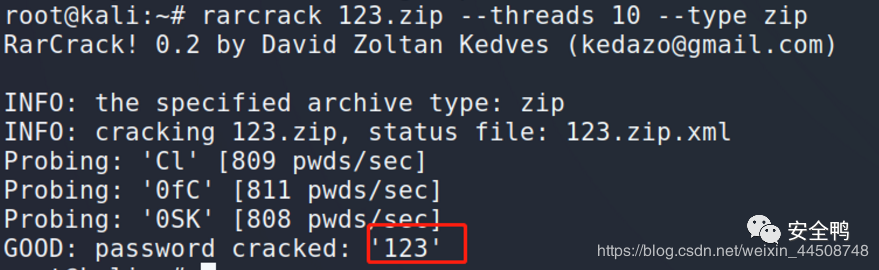 root@kali:~# rarcrack 123.zip --threads 10 --type zip
RarCrack! 0.2 by David Zoltan Kedves (kedazo@gmail.com)
INFO: the specified archive type: zip
INFO: cracking 123.zip, status file: 123.zip.xml
Probing: 'Cl' [809 pwds/sec]
Probing: '0fC' [811 pwds/sec]
Probing: '0SK' [808 pwds/sec]
GOOD: password cracked: '123'
安全鸭
https://blog.csdn.net/weixin_44508748